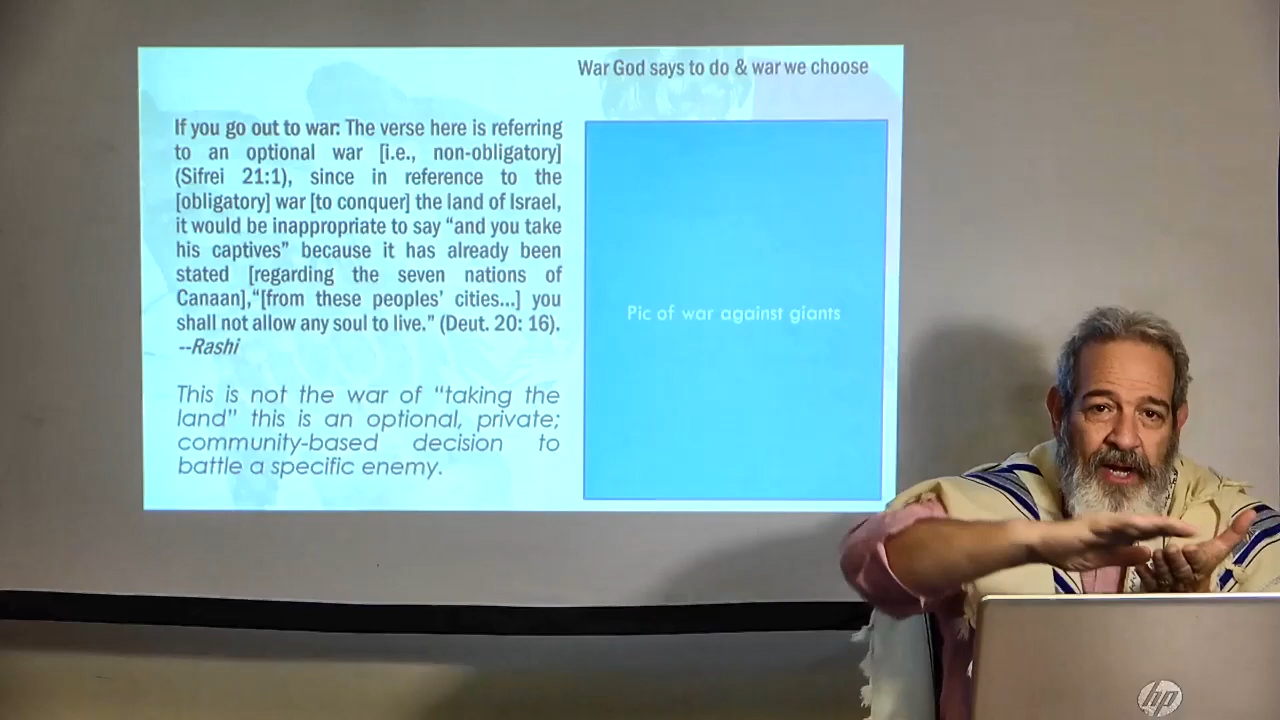 War God says to do & war we choose
If you go out to war: The verse here is referring
to an optional war [i.e., non-obligatory]
(Sifrei 21:1), since in reference to the
[obligatory] war [to conquer] the land of Israel,
it would be inappropriate to say “and you take
his captives” because it has already been
stated [regarding the seven nations of
Canaan],“[from these peoples’ cities...] you
shall not allow any soul to live.” (Deut. 20: 16).
--Rashi
This is not the war of “taking the
land” this is an optional, private;
community-based decision to
battle a specific enemy.
Pic of war against giants
hp